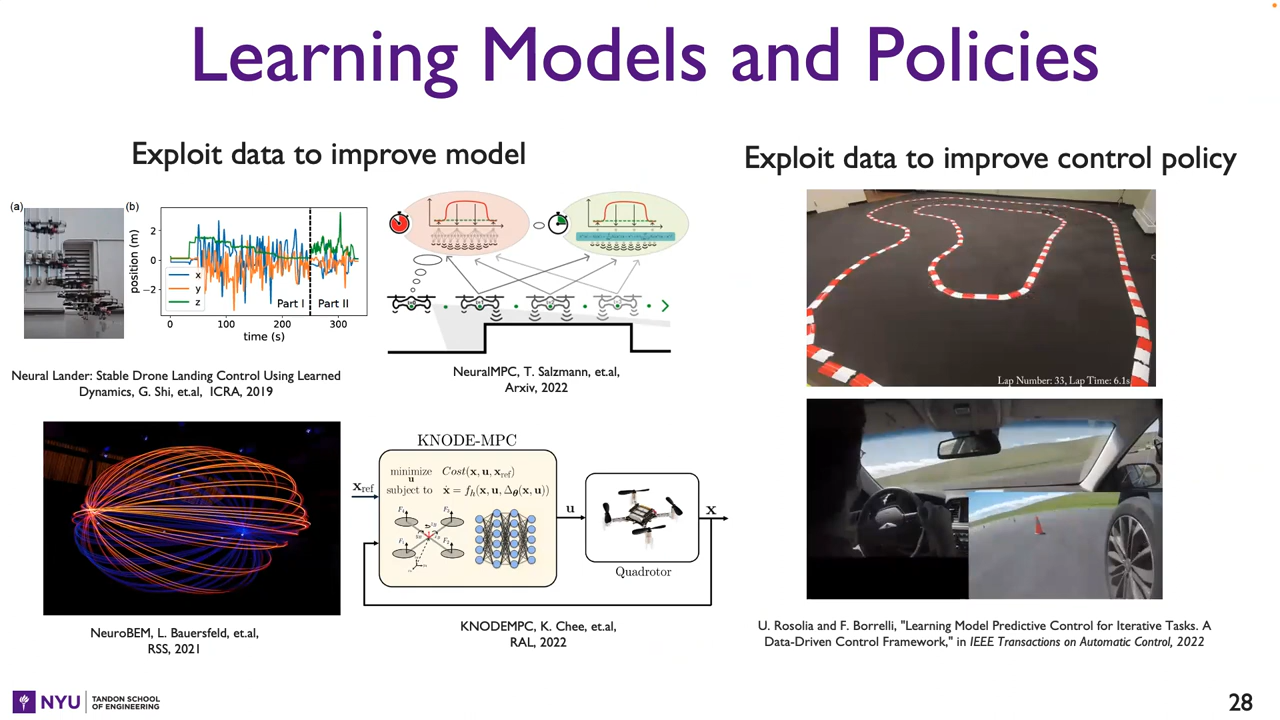 Learning Models and Policies
Exploit data to improve model
(a)
(b)
position (m)
2
0
−2
x
y
z
Part I
Part II
0
100
200
300
time (s)
Neural Lander: Stable Drone Landing Control Using Learned
Dynamics, G. Shi, et.al, ICRA, 2019
NeuralMPC, T. Salzmann, et.al,
Arxiv, 2022
NeuroBEM, L. Bauersfeld, et.al,
RSS, 2021
KNODE-MPC
minimize Cost(x, u, x_ref)
u
subject to ẋ = f_h(x, u, Δ_θ(x, u))
x_ref
u
x
Quadrotor
KNODEMPC, K. Chee, et.al,
RAL, 2022
Exploit data to improve control policy
Lap Number: 33, Lap Time: 6.1s
U. Rosolia and F. Borrelli, "Learning Model Predictive Control for Iterative Tasks. A
Data-Driven Control Framework," in IEEE Transactions on Automatic Control, 2022
NYU
TANDON SCHOOL
OF ENGINEERING
28